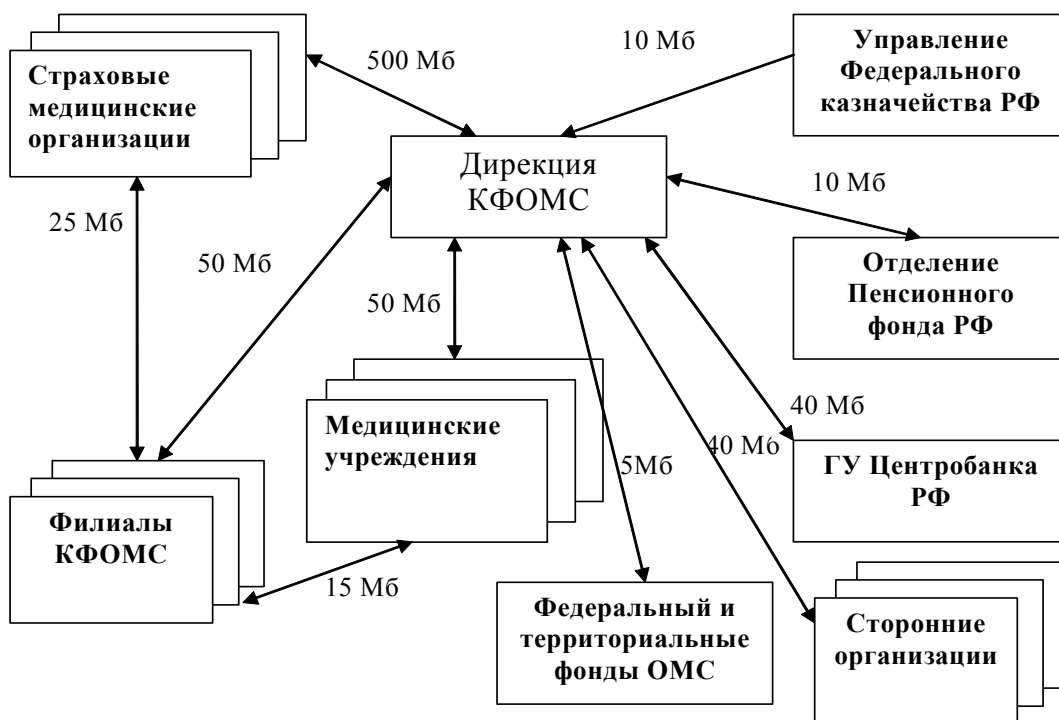 Страховые
медицинские
организации
500 Мб
10 Мб
Управление
Федерального
казначейства РФ
Дирекция
КФОМС
10 Мб
25 Мб
50 Мб
50 Мб
Отделение
Пенсионного
фонда РФ
Медицинские
учреждения
40 Мб
40 Мб
5Мб
ГУ Центробанка
РФ
Филиалы
КФОМС
15 Мб
Федеральный и
территориальные
фонды ОМС
Сторонние
организации